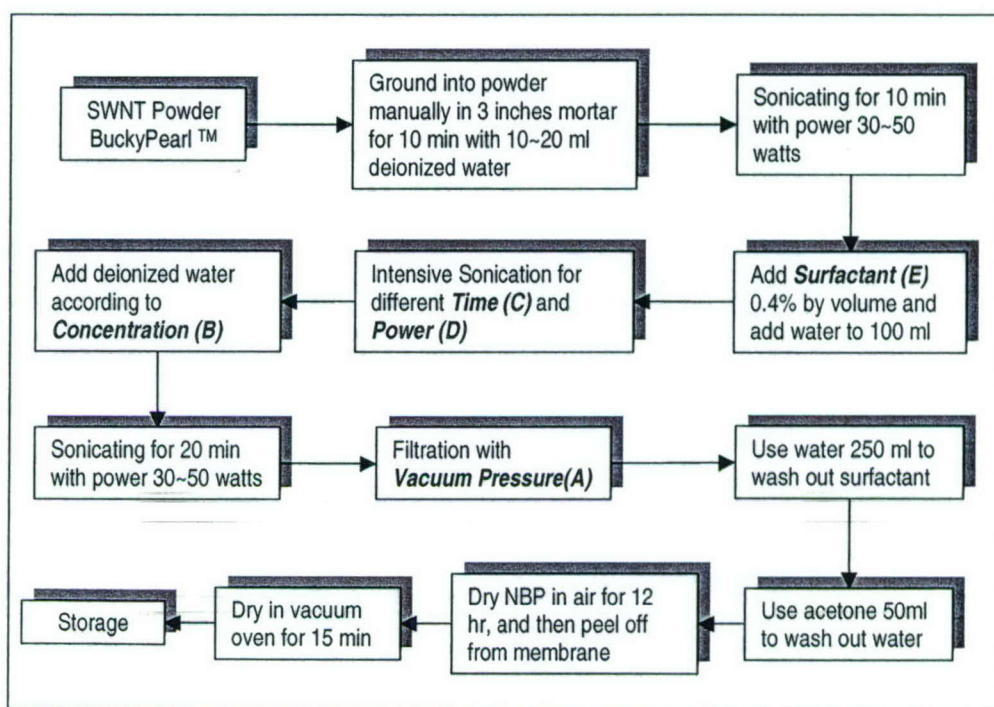 SWNT Powder
BuckyPearl ™
Ground into powder
manually in 3 inches mortar
for 10 min with 10~20 ml
deionized water
Sonicating for 10 min
with power 30~50
watts
Add Surfactant (E)
0.4% by volume and
add water to 100 ml
Intensive Sonication for
different Time (C) and
Power (D)
Add deionized water
according to
Concentration (B)
Sonicating for 20 min
with power 30~50 watts
Filtration with
Vacuum Pressure(A)
Use water 250 ml to
wash out surfactant
Use acetone 50ml
to wash out water
Dry NBP in air for 12
hr, and then peel off
from membrane
Dry in vacuum
oven for 15 min
Storage